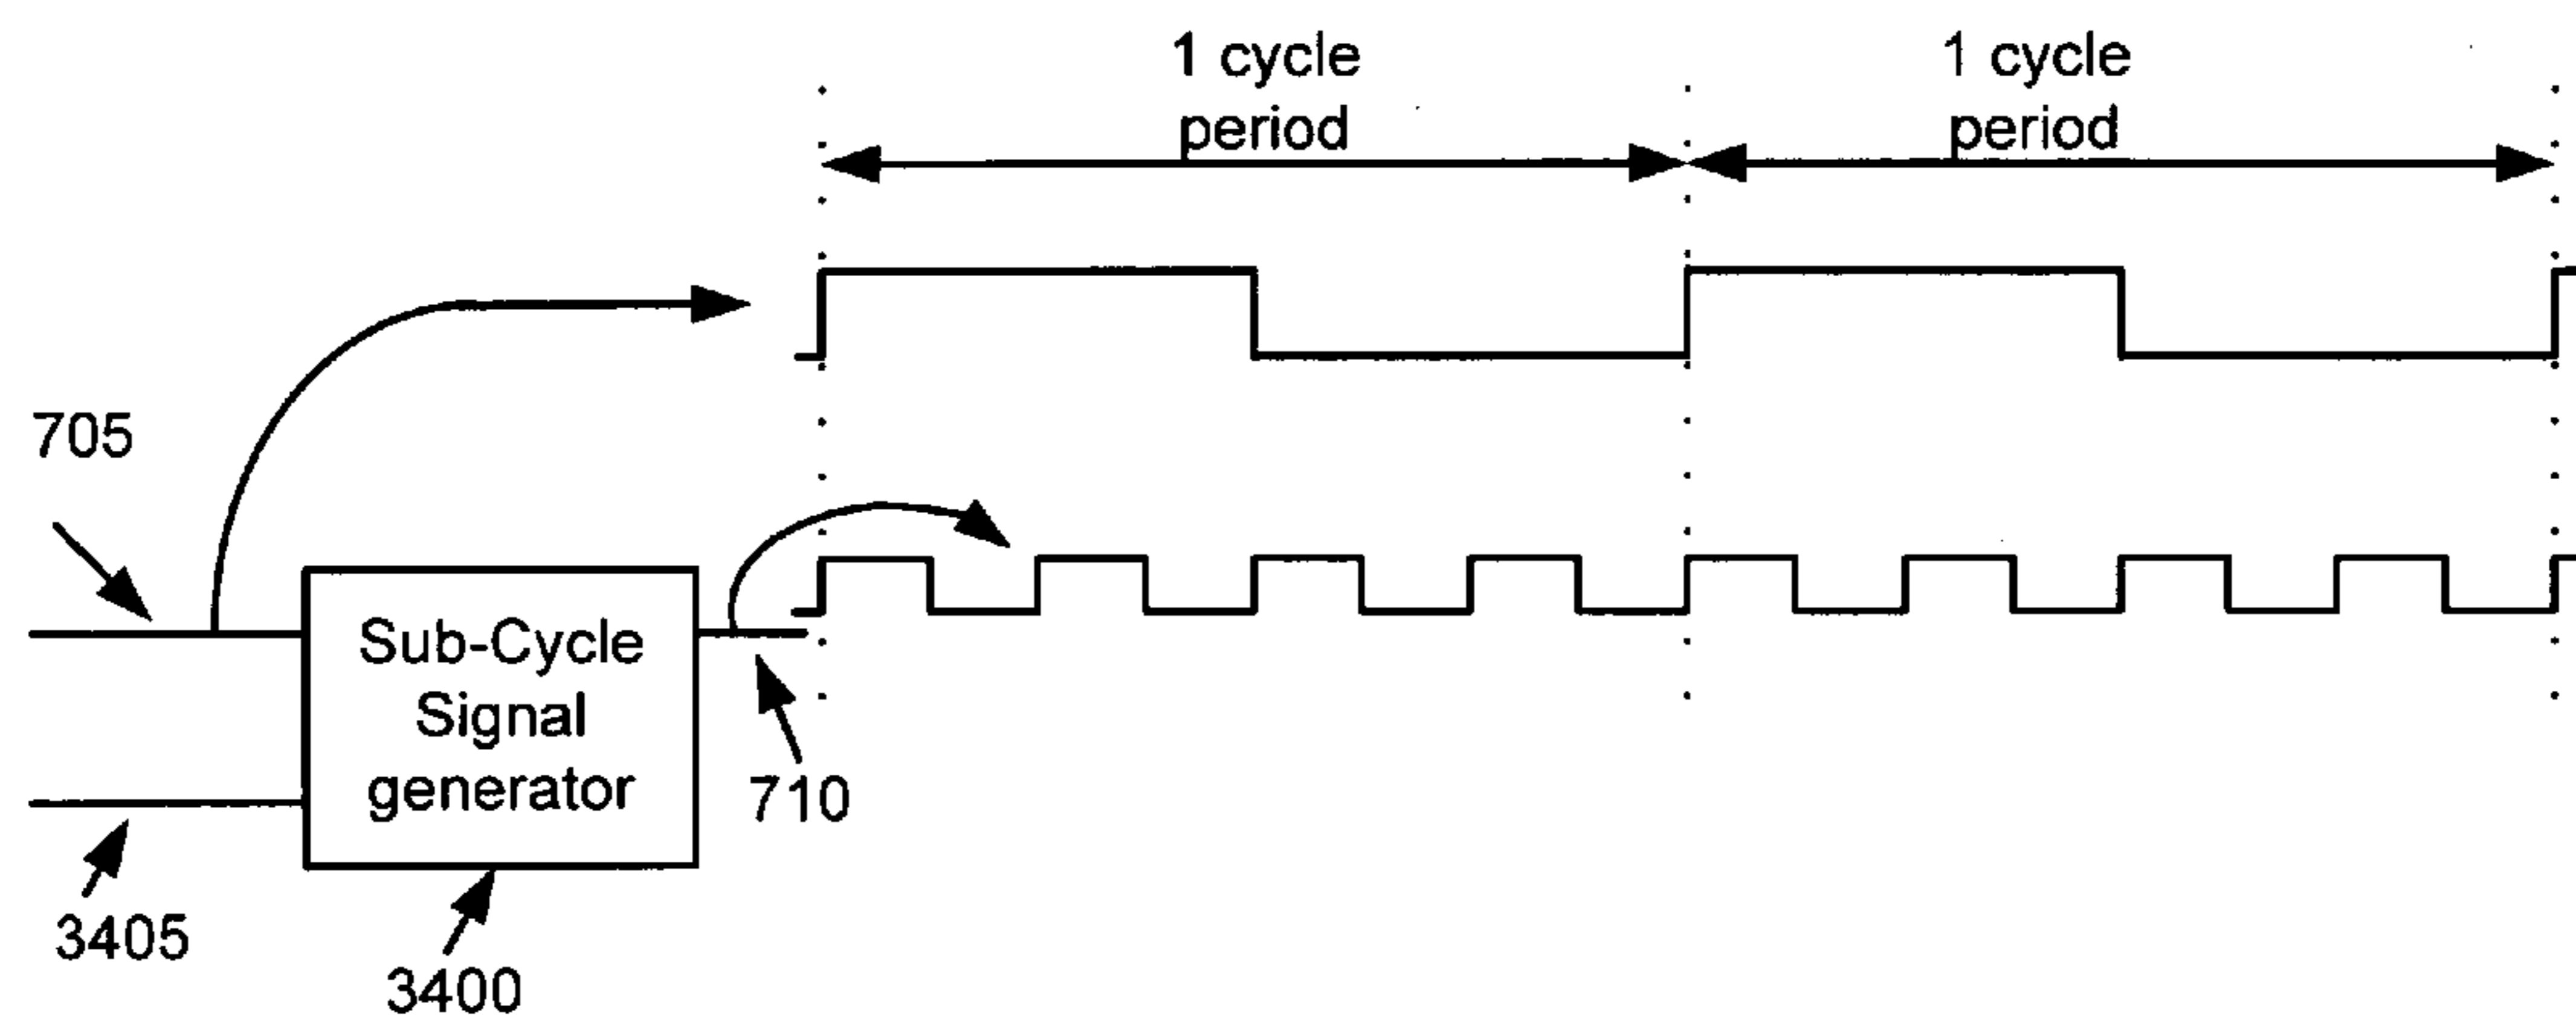 1 cycle
period
1 cycle
period
705
Sub-Cycle
Signal
generator
710
3405
3400